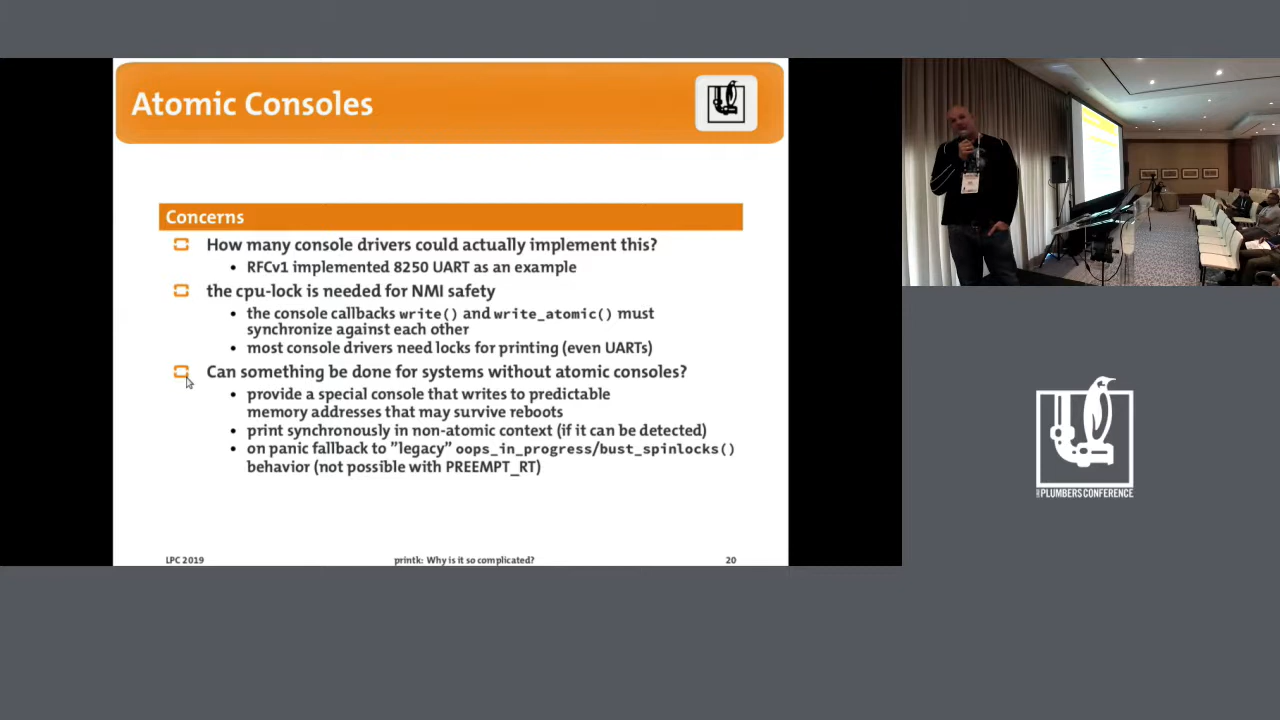 Atomic Consoles
Concerns
How many console drivers could actually implement this?
• RFCv1 implemented 8250 UART as an example
the cpu-lock is needed for NMI safety
• the console callbacks write() and write_atomic() must
synchronize against each other
• most console drivers need locks for printing (even UARTs)
Can something be done for systems without atomic consoles?
• provide a special console that writes to predictable
memory addresses that may survive reboots
• print synchronously in non-atomic context (if it can be detected)
• on panic fallback to ”legacy” oops_in_progress/bust_spinlocks()
behavior (not possible with PREEMPT_RT)
LPC 2019
printk: Why is it so complicated?
20
PLUMBERS CONFERENCE